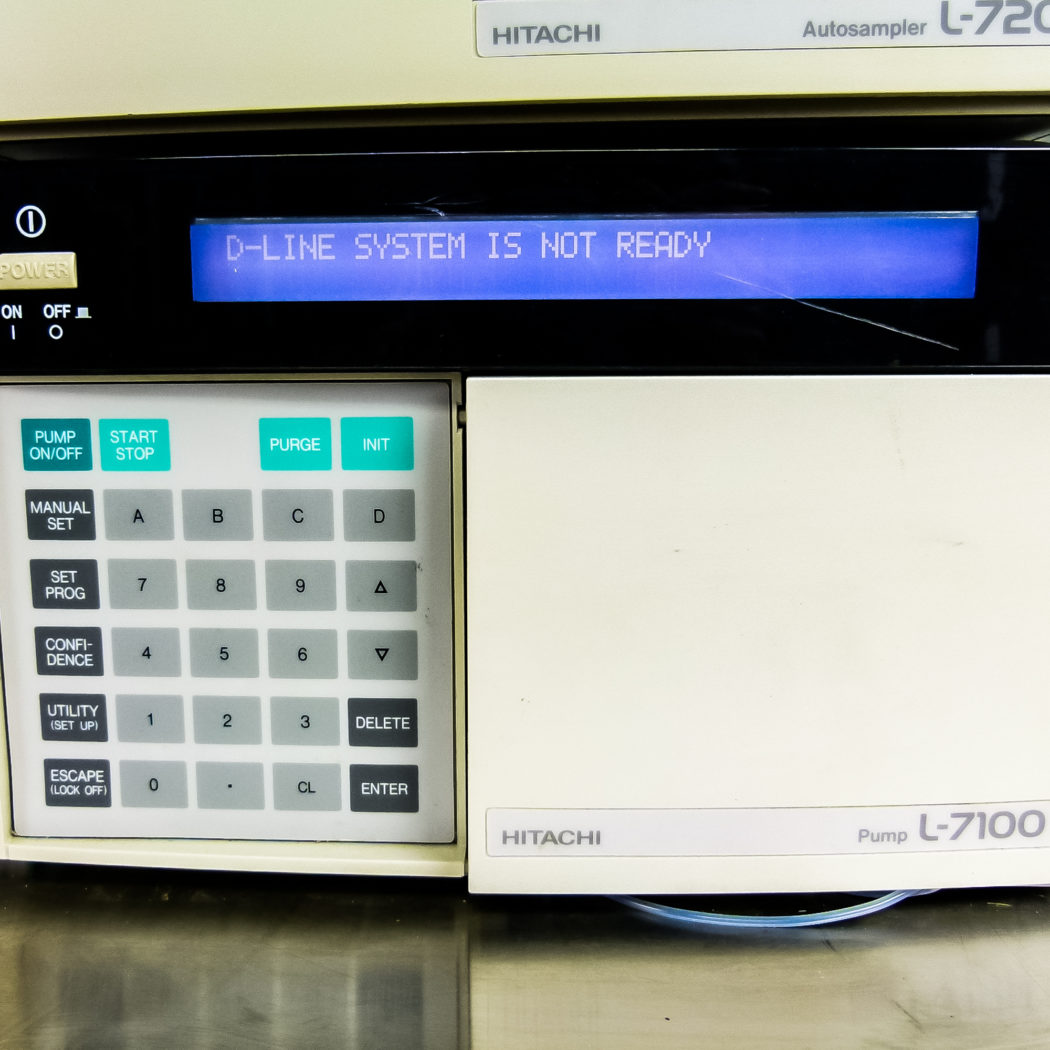 HITACHI Autosampler L-720
D-LINE SYSTEM IS NOT READY
POWER
ON OFF
PUMP ON/OFF
START STOP
PURGE
INIT
MANUAL SET
A
B
C
D
SET PROG
7
8
9
CONFI-
DENCE
4
5
6
UTILITY
(SET UP)
1
2
3
DELETE
ESCAPE
(LOCK OFF)
0
.
CL
ENTER
HITACHI Pump L-7100